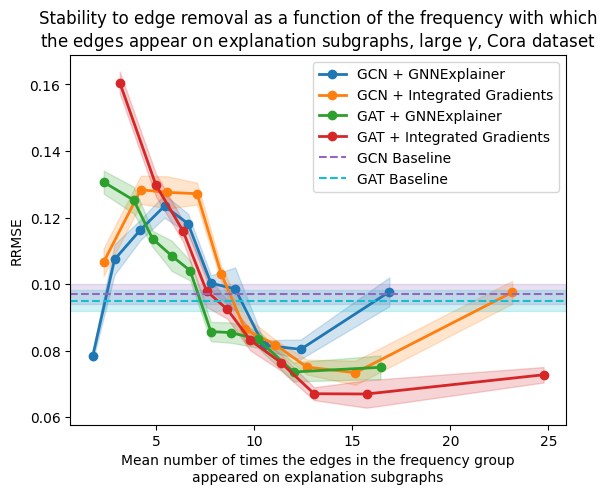 Stability to edge removal as a function of the frequency with which
the edges appear on explanation subgraphs, large γ, Cora dataset
GCN + GNNExplainer
GCN + Integrated Gradients
GAT + GNNExplainer
GAT + Integrated Gradients
GCN Baseline
GAT Baseline
RRMSE
0.16
0.14
0.12
0.10
0.08
0.06
5
10
15
20
25
Mean number of times the edges in the frequency group
appeared on explanation subgraphs